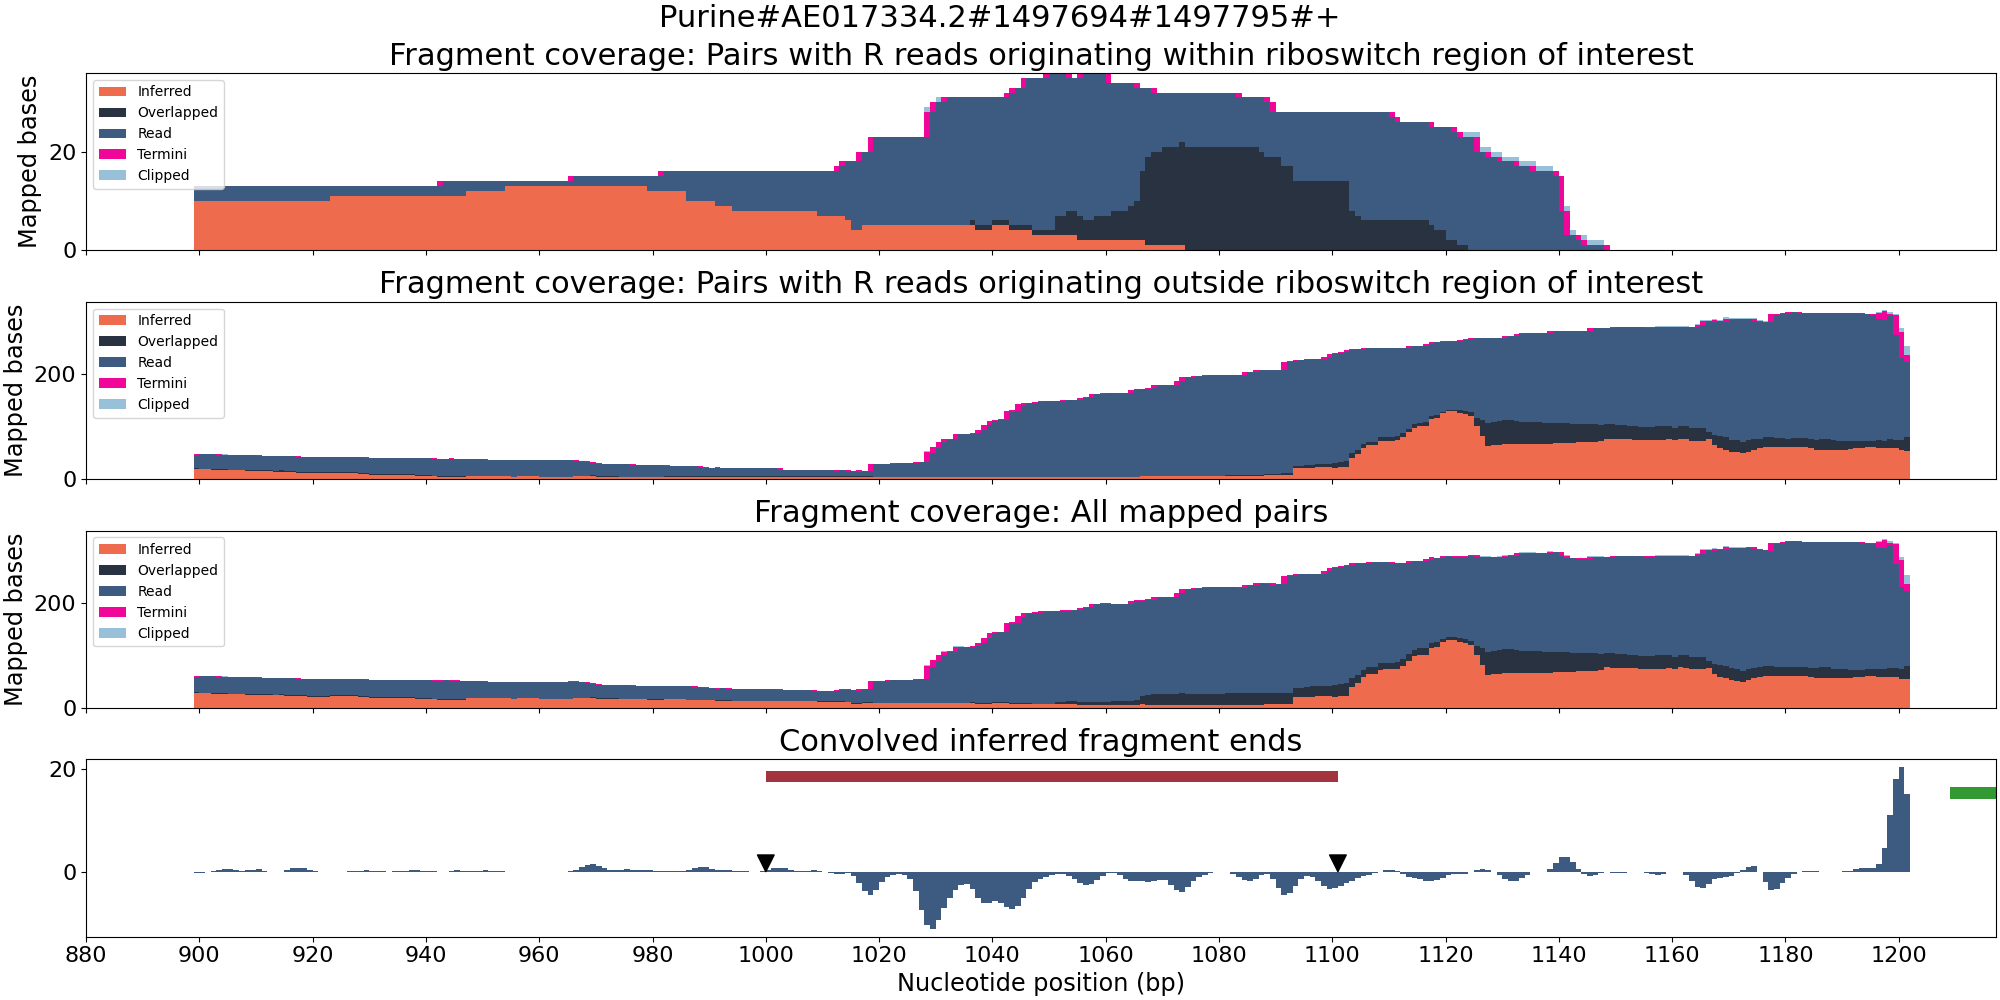 Purine#AE017334.2#1497694#1497795#+
Fragment coverage: Pairs with R reads originating within riboswitch region of interest
Mapped bases
20
0
Inferred
Overlapped
Read
Termini
Clipped
Fragment coverage: Pairs with R reads originating outside riboswitch region of interest
Mapped bases
200
0
Inferred
Overlapped
Read
Termini
Clipped
Fragment coverage: All mapped pairs
Mapped bases
200
0
Inferred
Overlapped
Read
Termini
Clipped
Convolved inferred fragment ends
20
0
880 900 920 940 960 980 1000 1020 1040 1060 1080 1100 1120 1140 1160 1180 1200
Nucleotide position (bp)